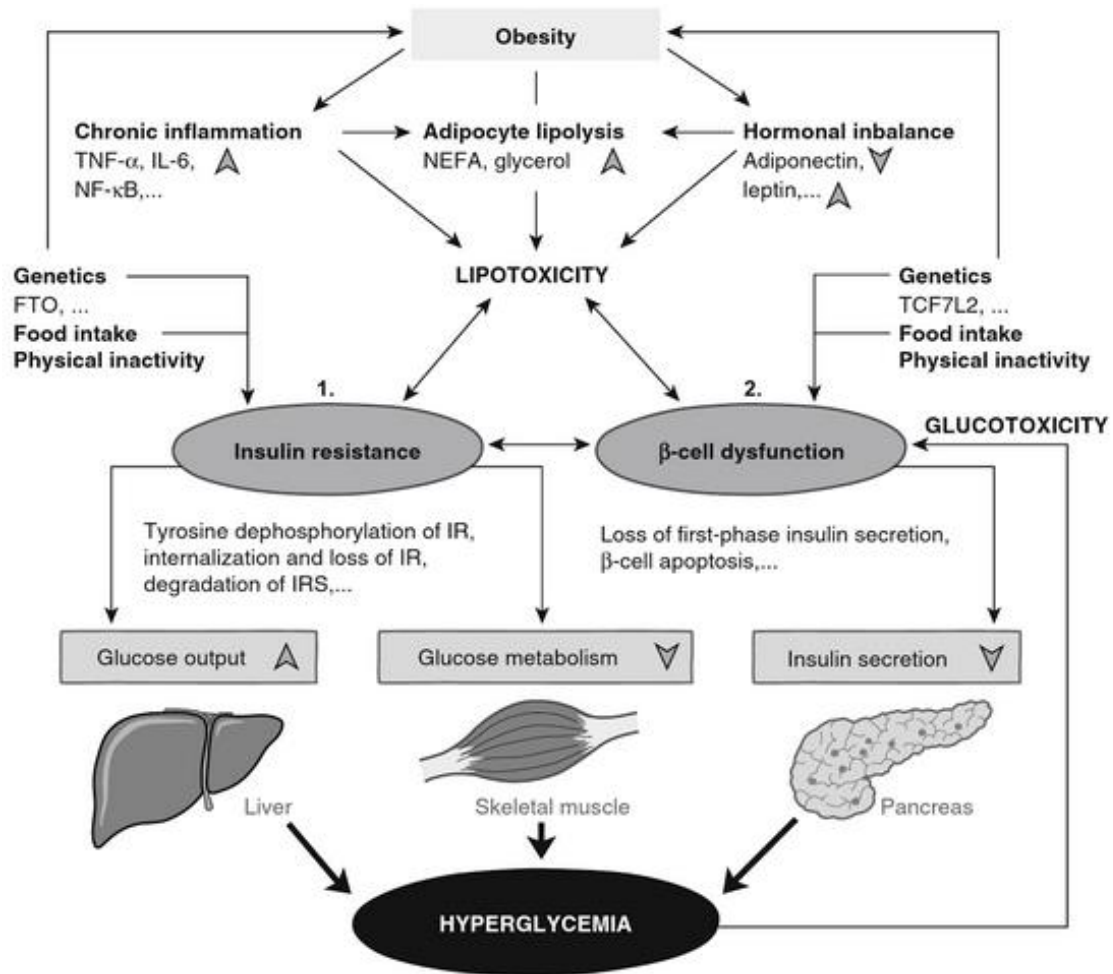 Obesity
Chronic inflammation
TNF-α, IL-6,
NF-κB,...
Adipocyte lipolysis
NEFA, glycerol
Hormonal inbalance
Adiponectin,
leptin,...
LIPOTOXICITY
Genetics
FTO, ...
Food intake
Physical inactivity
Genetics
TCF7L2, ...
Food intake
Physical inactivity
1.
Insulin resistance
2.
β-cell dysfunction
GLUCOTOXICITY
Tyrosine dephosphorylation of IR,
internalization and loss of IR,
degradation of IRS,...
Loss of first-phase insulin secretion,
β-cell apoptosis,...
Glucose output
Glucose metabolism
Insulin secretion
Liver
Skeletal muscle
Pancreas
HYPERGLYCEMIA